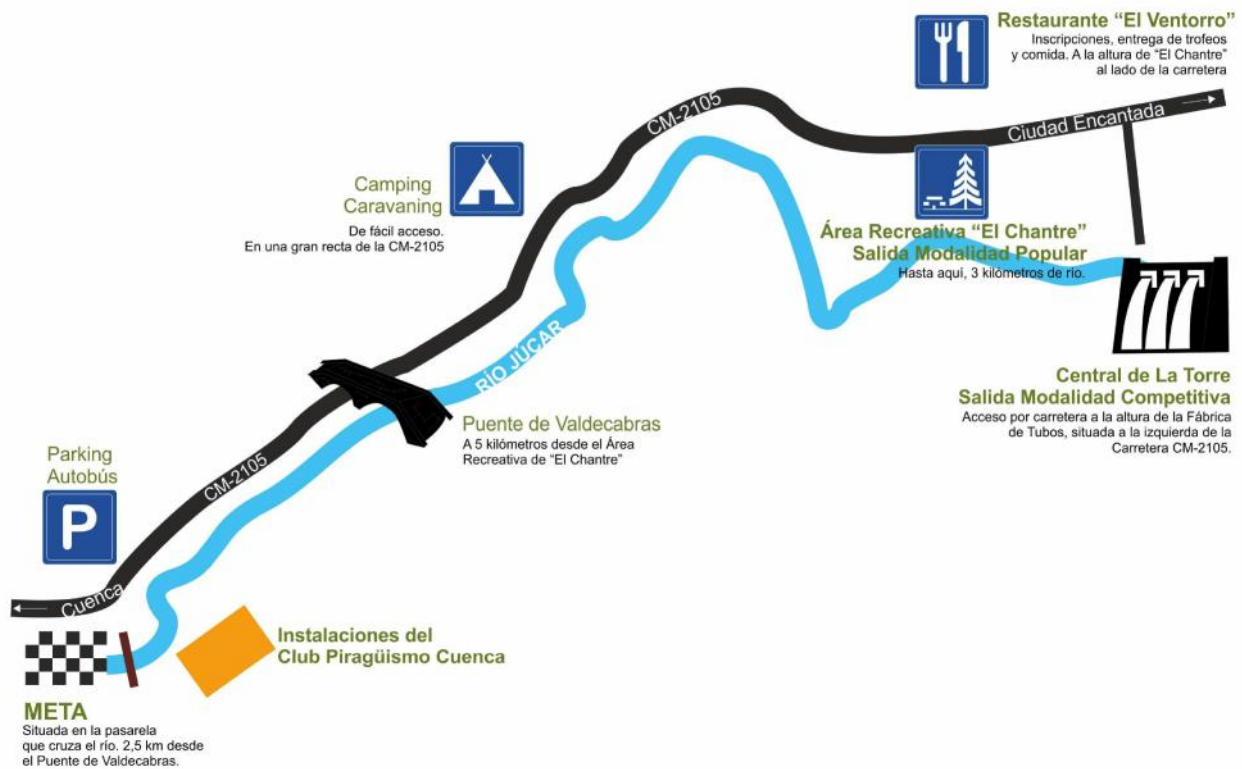 Restaurante “El Ventorro”
Inscripciones, entrega de trofeos
y comida. A la altura de “El Chantre”
al lado de la carretera
CM-2105
Ciudad Encantada
Camping
Caravaning
De fácil acceso.
En una gran recta de la CM-2105
Área Recreativa “El Chantre”
Salida Modalidad Popular
Hasta aquí, 3 kilómetros de río.
RÍO JÚCAR
Central de La Torre
Salida Modalidad Competitiva
Acceso por carretera a la altura de la Fábrica
de Tubos, situada a la izquierda de la
Carretera CM-2105.
Puente de Valdecabras
A 5 kilómetros desde el Área
Recreativa de “El Chantre”
Parking
Autobús
P
CM-2105
Cuenca
Instalaciones del
Club Piragüismo Cuenca
META
Situada en la pasarela
que cruza el río. 2,5 km desde
el Puente de Valdecabras.